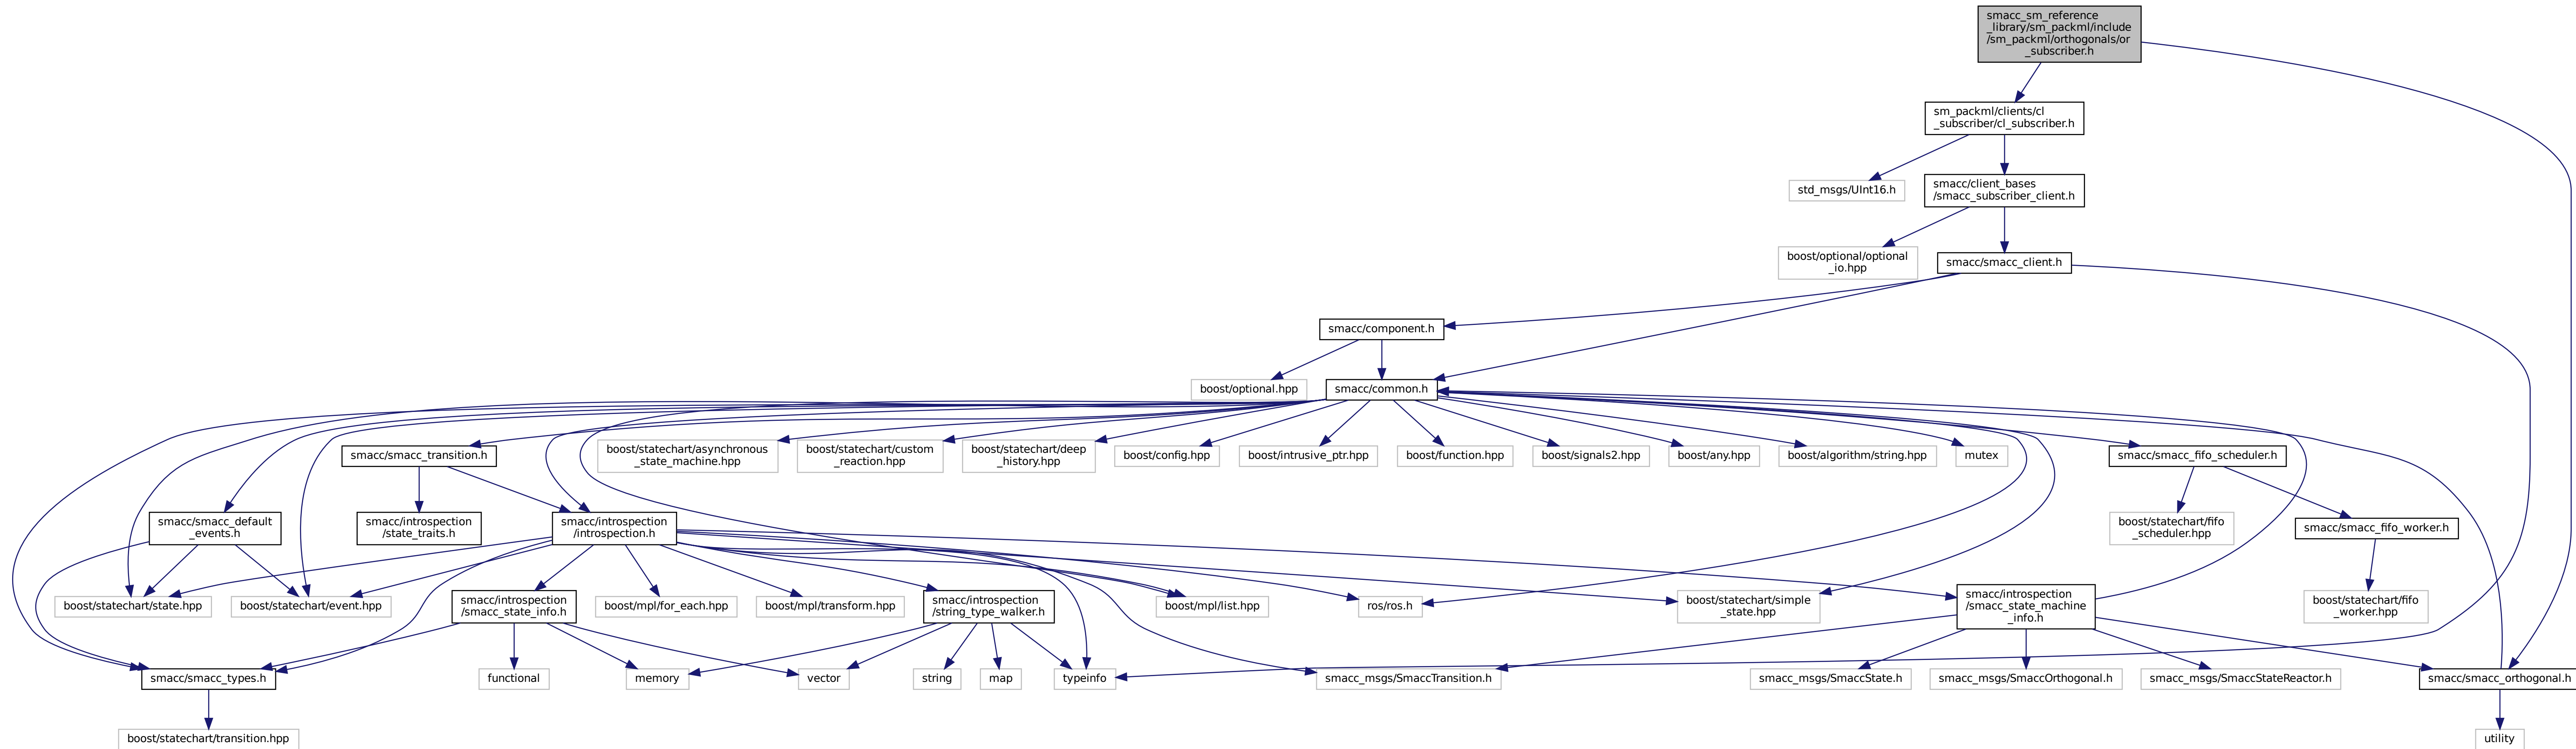 smacc_sm_reference
_library/sm_packml/include
/sm_packml/orthogonals/or
_subscriber.h
sm_packml/clients/cl
_subscriber/cl_subscriber.h
std_msgs/UInt16.h
smacc/client_bases
/smacc_subscriber_client.h
boost/optional/optional
_io.hpp
smacc/smacc_client.h
smacc/component.h
boost/optional.hpp
smacc/common.h
smacc/smacc_transition.h
boost/statechart/asynchronous
_state_machine.hpp
boost/statechart/custom
_reaction.hpp
boost/statechart/deep
_history.hpp
boost/config.hpp
boost/intrusive_ptr.hpp
boost/function.hpp
boost/signals2.hpp
boost/any.hpp
boost/algorithm/string.hpp
mutex
smacc/smacc_fifo_scheduler.h
smacc/smacc_default
_events.h
smacc/introspection
/state_traits.h
smacc/introspection
/introspection.h
boost/statechart/fifo
_scheduler.hpp
smacc/smacc_fifo_worker.h
boost/statechart/state.hpp
boost/statechart/event.hpp
smacc/introspection
/smacc_state_info.h
boost/mpl/for_each.hpp
boost/mpl/transform.hpp
smacc/introspection
/string_type_walker.h
boost/mpl/list.hpp
ros/ros.h
boost/statechart/simple
_state.hpp
smacc/introspection
/smacc_state_machine
_info.h
boost/statechart/fifo
_worker.hpp
smacc/smacc_types.h
functional
memory
vector
string
map
typeinfo
smacc_msgs/SmaccTransition.h
smacc_msgs/SmaccState.h
smacc_msgs/SmaccOrthogonal.h
smacc_msgs/SmaccStateReactor.h
smacc/smacc_orthogonal.h
boost/statechart/transition.hpp
utility